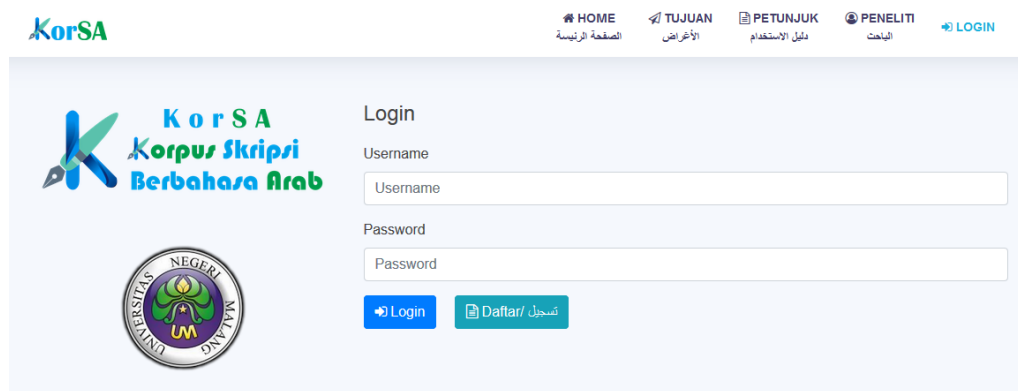 KorSA
HOME
الصفحة الرئيسة
TUJUAN
الأغراض
PETUNJUK
دليل الاستخدام
PENELITI
الباحث
LOGIN
KorSA
Korpus Skripsi
Berbahasa Arab
UNIVERSITAS NEGERI MALANG
UM
Login
Username
Username
Password
Password
Login
Daftar/ تسجيل